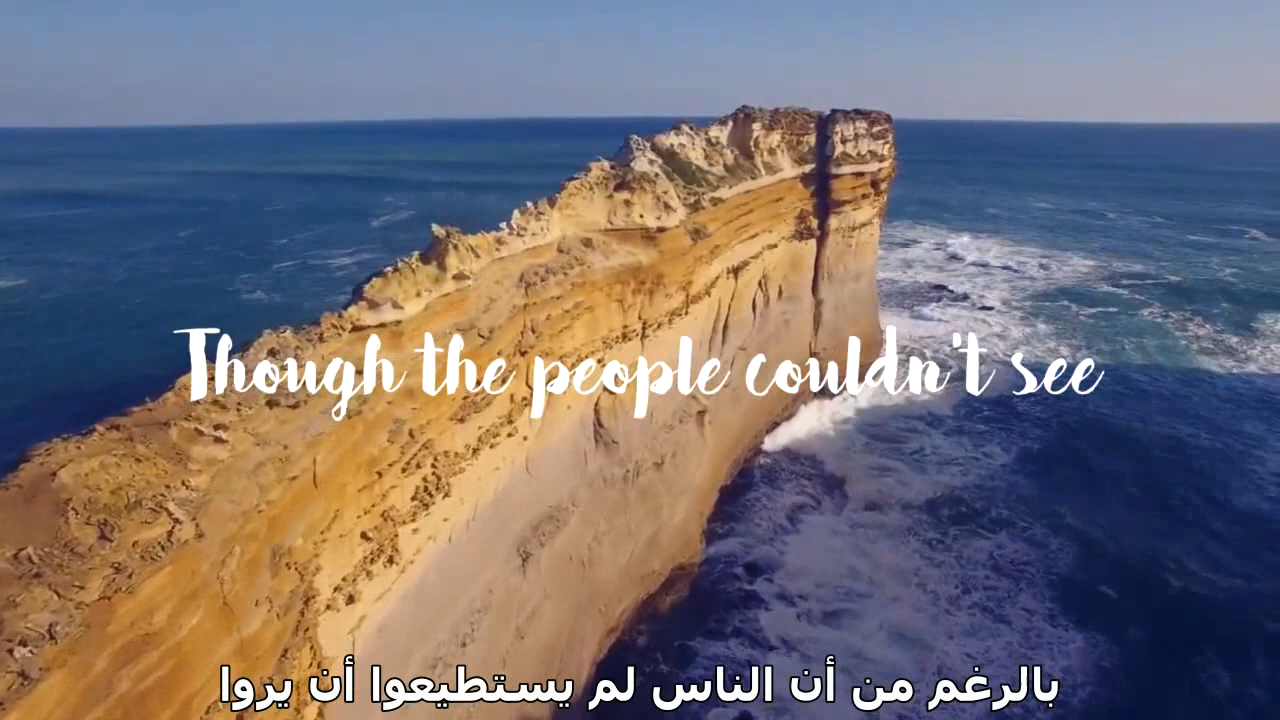 Though the people couldn't see
بالرغم من أن الناس لم يستطيعوا أن يروا